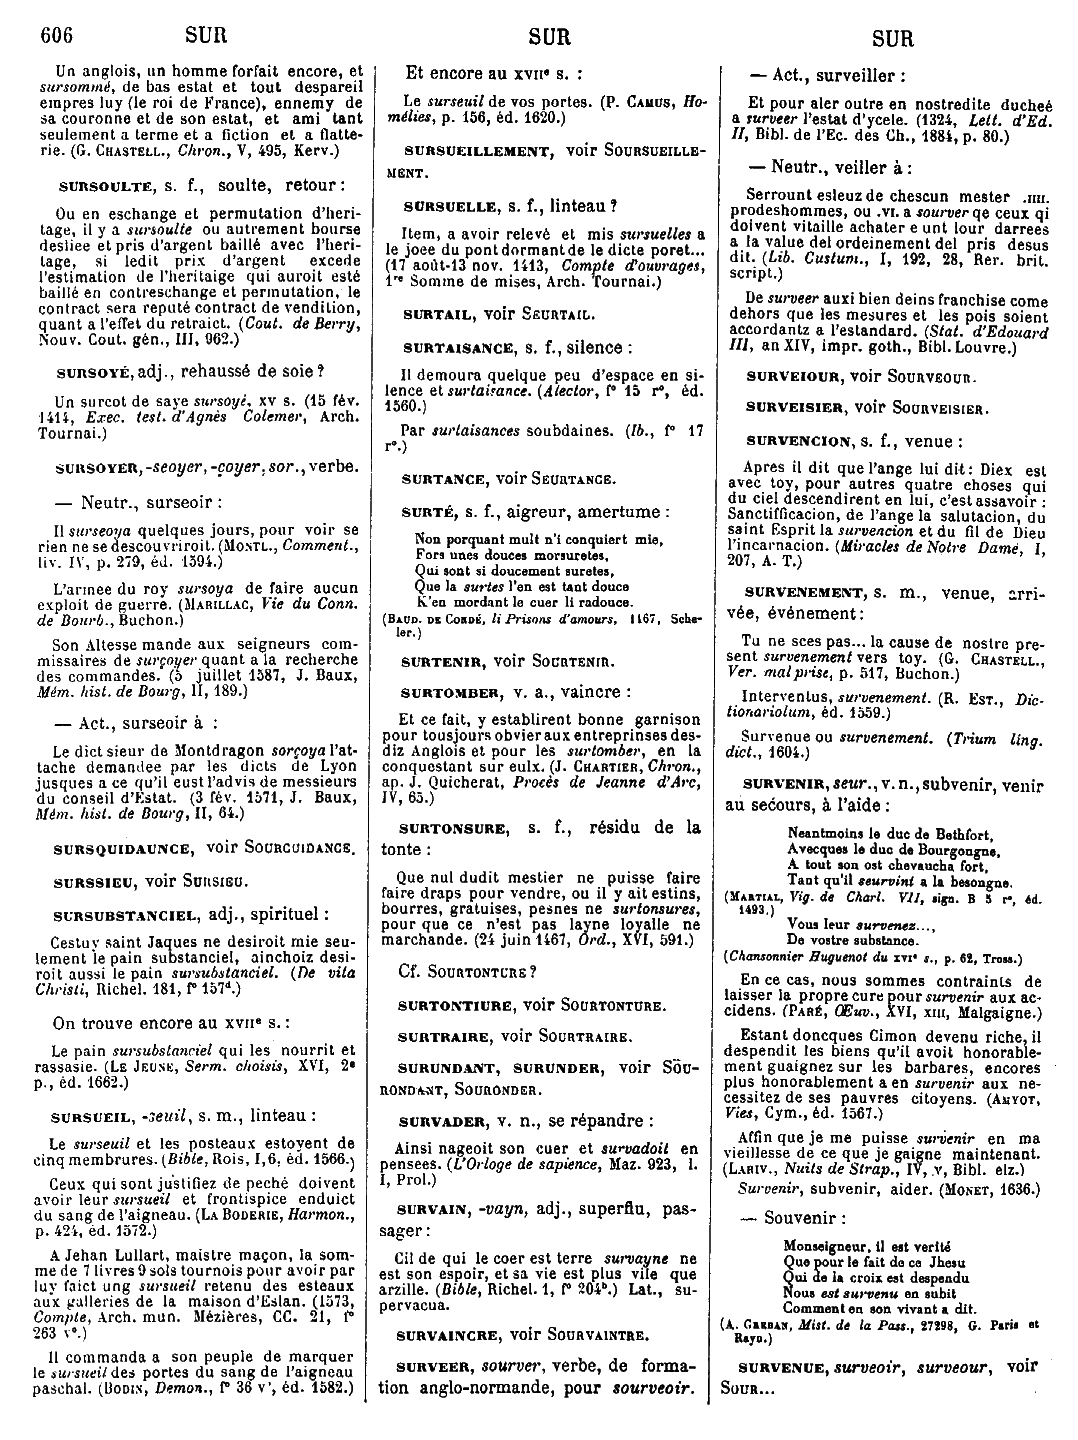 606 SUR SUR SUR
Un anglois, un homme forfait encore, et
sursommé, de bas estat et tout despareil
empres luy (le roi de France), ennemy de
sa couronne et de son estat, et ami tant
seulement a terme et a fiction et a flatte-
rie. (G. CHASTELL., Chron., V, 495, Kerv.)
SURSOULTE, s. f., soulte, retour :
Ou en eschange et permutation d'heri-
tage, il y a sursoulte ou autrement bourse
desliee et pris d'argent baillé avec l'heri-
tage, si ledit prix d'argent excede
l'estimation de l'heritaige qui auroit esté
baillé en contreschange et permutation, le
contract sera reputé contract de vendition,
quant a l'effet du retraict. (Cout. de Berry,
Nouv. Cout. gén., III, 962.)
SURSOYÉ, adj., rehaussé de soie ?
Un surcot de saye sursoyé, xv s. (15 fév.
1414, Exec. test. d'Agnès Colemer, Arch.
Tournai.)
SURSOYER, -seoyer, -çoyer, sor., verbe.
— Neutr., surseoir :
Il surseoya quelques jours, pour voir se
rien ne se descouvriroit. (MONTL., Comment.,
liv. IV, p. 279, éd. 1594.)
L'armee du roy sursoya de faire aucun
exploit de guerre. (MARILLAC, Vie du Conn.
de Bourb., Buchon.)
Son Altesse mande aux seigneurs com-
missaires de surçoyer quant a la recherche
des commandes. (5 juillet 1587, J. Baux,
Mém. hist. de Bourg, II, 189.)
— Act., surseoir à :
Le dict sieur de Montdragon sorçoya l'at-
tache demandee par les dicts de Lyon
jusques a ce qu'il eust l'advis de messieurs
du conseil d'Estat. (3 fév. 1571, J. Baux,
Mém. hist. de Bourg, II, 64.)
SURSQUIDAUNCE, voir SOURCUIDANCE.
SURSSIEU, voir SURSIEU.
SURSUBSTANCIEL, adj., spirituel :
Cestuy saint Jaques ne desiroit mie seu-
lement le pain substanciel, ainchoiz desi-
roit aussi le pain sursubstanciel. (De vita
Christi, Richel. 181, f° 157d.)
On trouve encore au XVIIe s. :
Le pain sursubstanciel qui les nourrit et
rassasie. (LE JEUNE, Serm. choisis, XVI, 2e
p., éd. 1662.)
SURSUEIL, -seuil, s. m., linteau :
Le surseuil et les posteaux estoyent de
cinq membrures. (Bible, Rois, I, 6, éd. 1566.)
Ceux qui sont justifiez de peché doivent
avoir leur sursueil et frontispice enduict
du sang de l'aigneau. (LA BODERIE, Harmon.,
p. 424, éd. 1572.)
A Jehan Lullart, maistre maçon, la som-
me de 7 livres 9 sols tournois pour avoir par
luy faict ung sursueil retenu des esteaux
aux galleries de la maison d'Eslan. (1573,
Compte, Arch. mun. Mézières, CC. 21, f°
263 v°.)
Il commanda a son peuple de marquer
le sursueil des portes du sang de l'aigneau
paschal. (BODIN, Demon., f° 36 v°, éd. 1582.)
Et encore au XVIIe s. :
Le surseuil de vos portes. (P. CAMUS, Ho-
mélies, p. 156, éd. 1620.)
SURSUEILLEMENT, voir SOURSUEILLE-
MENT.
SURSUELLE, s. f., linteau ?
Item, a avoir relevé et mis sursuelles a
le joee du pont dormant de le dicte poret...
(17 août-13 nov. 1413, Compte d'ouvrages,
1re Somme de mises, Arch. Tournai.)
SURTAIL, voir SEURTAIL.
SURTAISANCE, s. f., silence :
Il demoura quelque peu d'espace en si-
lence et surtaisance. (Alector, f° 15 r°, éd.
1560.)
Par surtaisances soubdaines. (Ib., f° 17
r°.)
SURTANCE, voir SEURTANCE.
SURTÉ, s. f., aigreur, amertume :
Non porquant mult n'i conquiert mie,
Fors unes douces morsuretes,
Qui sont si doucement suretes,
Que la surtes l'en est tant douce
K'en mordant le cuer li radouce.
(BAUD. DE CONDÉ, li Prisons d'amours, 1167, Sche-
ler.)
SURTENIR, voir SOURTENIR.
SURTOMBER, v. a., vaincre :
Et ce fait, y establirent bonne garnison
pour tousjours obvier aux entreprinses des-
diz Anglois et pour les surtomber, en la
conquestant sur eulx. (J. CHARTIER, Chron.,
ap. J. Quicherat, Procès de Jeanne d'Arc,
IV, 65.)
SURTONSURE, s. f., résidu de la
tonte :
Que nul dudit mestier ne puisse faire
faire draps pour vendre, ou il y ait estins,
bourres, gratuises, pesnes ne surtonsures,
pour que ce n'est pas layne loyalle ne
marchande. (24 juin 1467, Ord., XVI, 591.)
Cf. SOURTONTURE ?
SURTONTIURE, voir SOURTONTURE.
SURTRAIRE, voir SOURTRAIRE.
SURUNDANT, SURUNDER, voir SOU-
RONDANT, SOURONDER.
SURVADER, v. n., se répandre :
Ainsi nageoit son cuer et survadoit en
pensees. (L'Orloge de sapience, Maz. 923, l.
I, Prol.)
SURVAIN, -vayn, adj., superflu, pas-
sager :
Cil de qui le coer est terre survayne ne
est son espoir, et sa vie est plus vile que
arzille. (Bible, Richel. 1, f° 204b.) Lat., su-
pervacua.
SURVAINCRE, voir SOURVAINTRE.
SURVEER, sourver, verbe, de forma-
tion anglo-normande, pour sourveoir.
— Act., surveiller :
Et pour aler outre en nostredite ducheé
a surveer l'estat d'ycele. (1324, Lett. d'Ed.
II, Bibl. de l'Ec. des Ch., 1884, p. 80.)
— Neutr., veiller à :
Serrount esleuz de chescun mester .IIII.
prodeshommes, ou .VI. a sourver qe ceux qi
doivent vitaille achater e unt lour darrees
a la value del ordeinement del pris desus
dit. (Lib. Custum., I, 192, 28, Rer. brit.
script.)
De surveer auxi bien deins franchise come
dehors que les mesures et les pois soient
accordantz a l'estandard. (Stat. d'Edouard
III, an XIV, impr. goth., Bibl. Louvre.)
SURVEIOUR, voir SOURVEOUR.
SURVEISIER, voir SOURVEISIER.
SURVENCION, s. f., venue :
Apres il dit que l'ange lui dit : Diex est
avec toy, pour autres quatre choses qui
du ciel descendirent en lui, c'est assavoir :
Sanctifficacion, de l'ange la salutacion, du
saint Esprit la survencion et du fil de Dieu
l'incarnacion. (Miracles de Notre Dame, I,
207, A. T.)
SURVENEMENT, s. m., venue, arri-
vée, événement :
Tu ne sces pas... la cause de nostre pre-
sent survenement vers toy. (G. CHASTELL.,
Ver. mal prise, p. 517, Buchon.)
Interventus, survenement. (R. EST., Dic-
tionariolum, éd. 1559.)
Survenue ou survenement. (Trium ling.
dict., 1604.)
SURVENIR, seur., v. n., subvenir, venir
au secours, à l'aide :
Neantmoins le duc de Bethfort,
Avecques le duc de Bourgongne,
A tout son ost chevaucha fort,
Tant qu'il seurvint a la besongne.
(MARTIAL, Vig. de Charl. VII, sign. B 5 r°, éd.
1493.)
Vous leur survenez...,
De vostre substance.
(Chansonnier Huguenot du XVIe s., p. 62, Tross.)
En ce cas, nous sommes contraints de
laisser la propre cure pour survenir aux ac-
cidens. (PARÉ, Œuv., XVI, XIII, Malgaigne.)
Estant doncques Cimon devenu riche, il
despendit les biens qu'il avoit honorable-
ment guaignez sur les barbares, encores
plus honorablement a en survenir aux ne-
cessitez de ses pauvres citoyens. (AMYOT,
Vies, Cym., éd. 1567.)
Affin que je me puisse survenir en ma
vieillesse de ce que je gaigne maintenant.
(LARIV., Nuits de Strap., IV, V, Bibl. elz.)
Survenir, subvenir, aider. (MONET, 1636.)
— Souvenir :
Monseigneur, il est verité
Que pour le fait de ce Jhesu
Qui de la croix est despendu
Nous est survenu en subit
Comment en son vivant a dit.
(A. GREBAN, Mist. de la Pass., 27298, G. Paris et
Rayn.)
SURVENUE, surveoir, surveour, voir
SOUR...